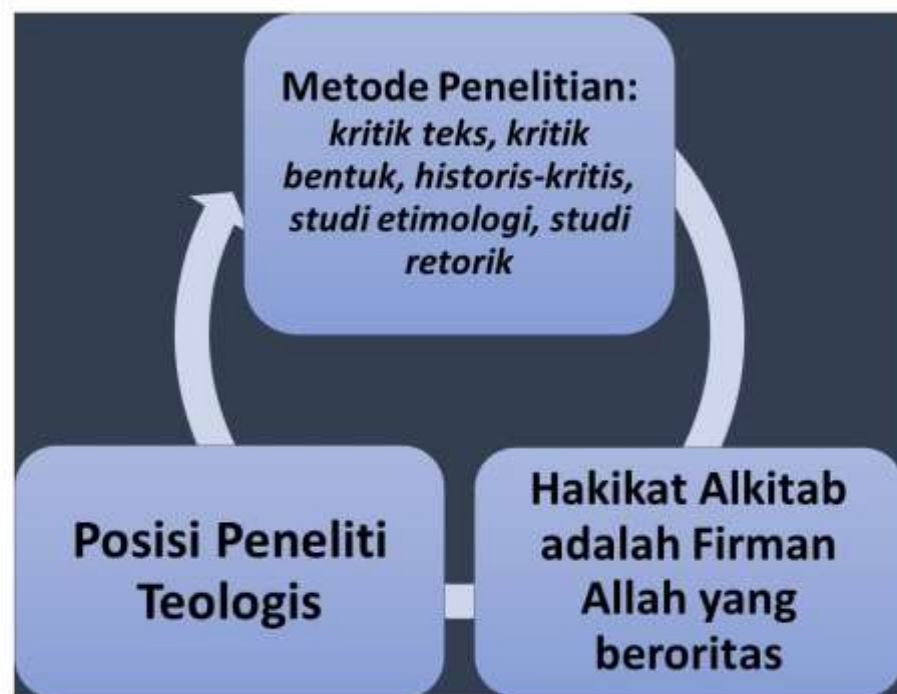 Metode Penelitian:
kritik teks, kritik
bentuk, historis-kritis,
studi etimologi, studi
retorik
Posisi Peneliti
Teologis
Hakikat Alkitab
adalah Firman
Allah yang
beroritas